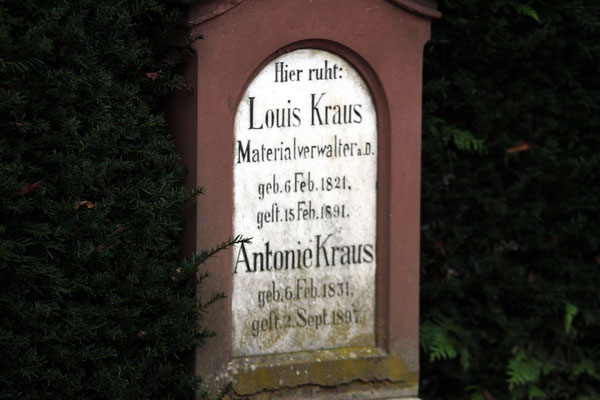 Hier ruht:
Louis Kraus
Materialverwalter a.D.
geb. 6 Feb. 1821,
gest. 15 Feb. 1891.
Antonie Kraus
geb. 6 Feb. 1831,
gest. 2. Sept. 1897.